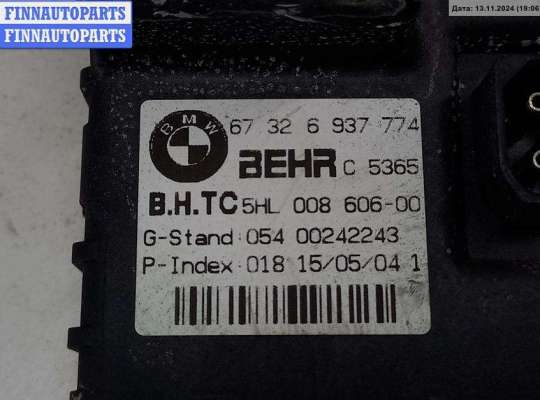 FINNAUTOPARTS
FINNAUTOPARTS
Дата: 13.11.2024 (19:06
BMW
67 32 6 937 774
BEHR C 5365
B.H.TC 5HL 008 606-00
G-Stand: 054 00242243
P-Index: 018 15/05/04 1